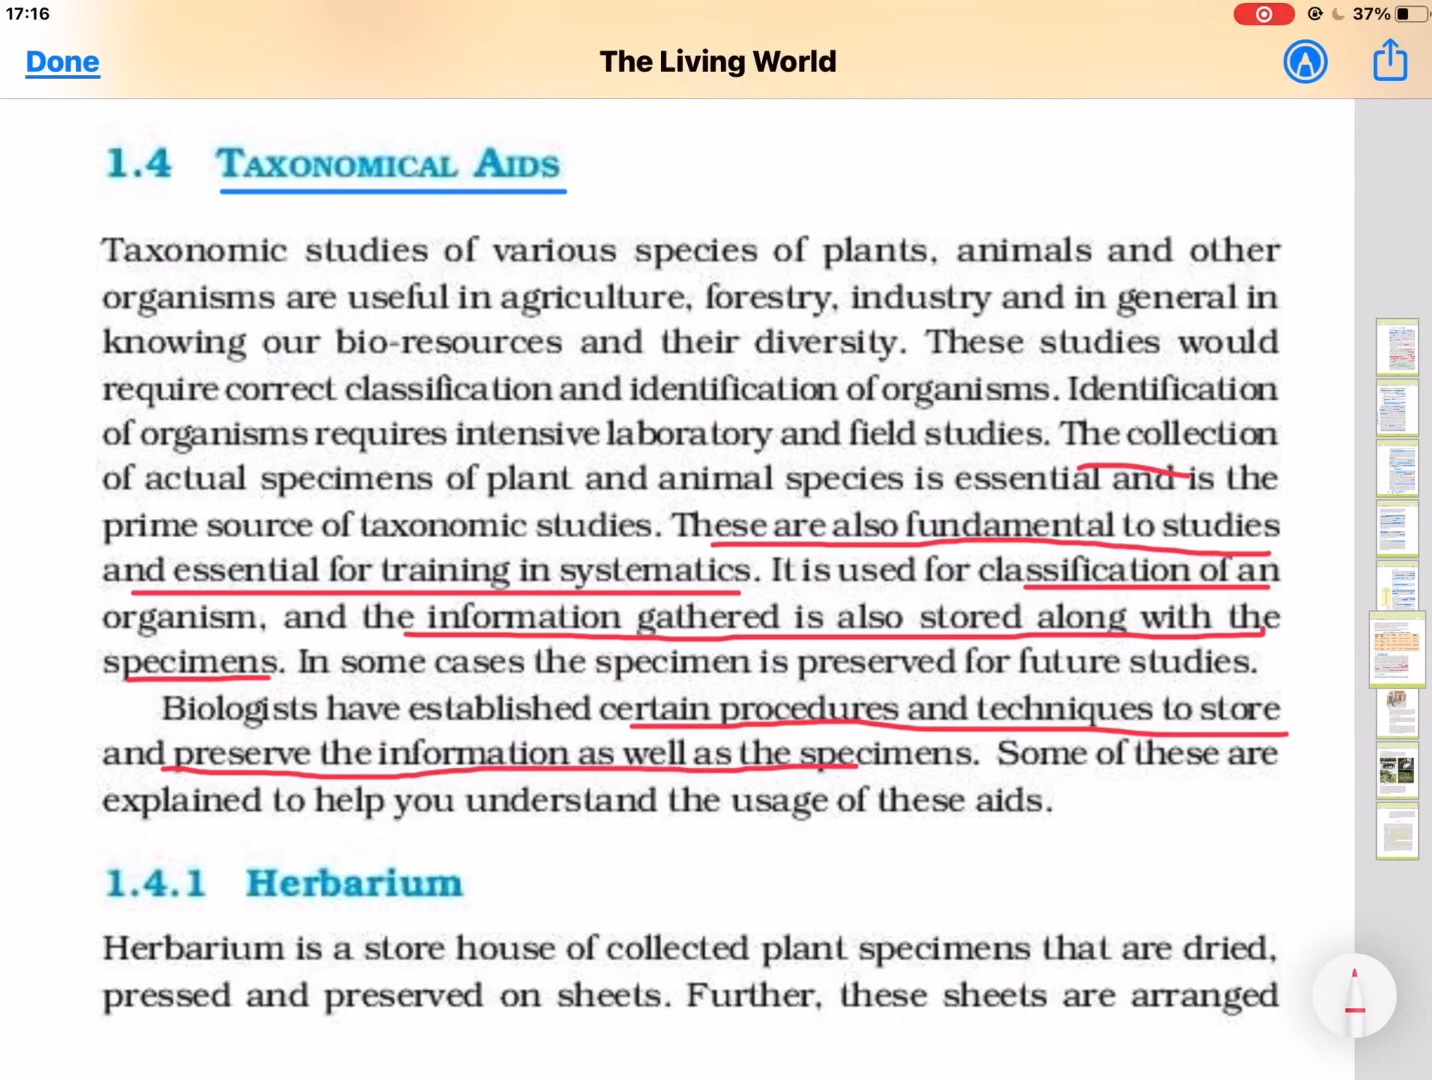 17:16
37%
Done
The Living World
1.4 TAXONOMICAL AIDS
Taxonomic studies of various species of plants, animals and other
organisms are useful in agriculture, forestry, industry and in general in
knowing our bio-resources and their diversity. These studies would
require correct classification and identification of organisms. Identification
of organisms requires intensive laboratory and field studies. The collection
of actual specimens of plant and animal species is essential and is the
prime source of taxonomic studies. These are also fundamental to studies
and essential for training in systematics. It is used for classification of an
organism, and the information gathered is also stored along with the
specimens. In some cases the specimen is preserved for future studies.
Biologists have established certain procedures and techniques to store
and preserve the information as well as the specimens. Some of these are
explained to help you understand the usage of these aids.
1.4.1 Herbarium
Herbarium is a store house of collected plant specimens that are dried,
pressed and preserved on sheets. Further, these sheets are arranged